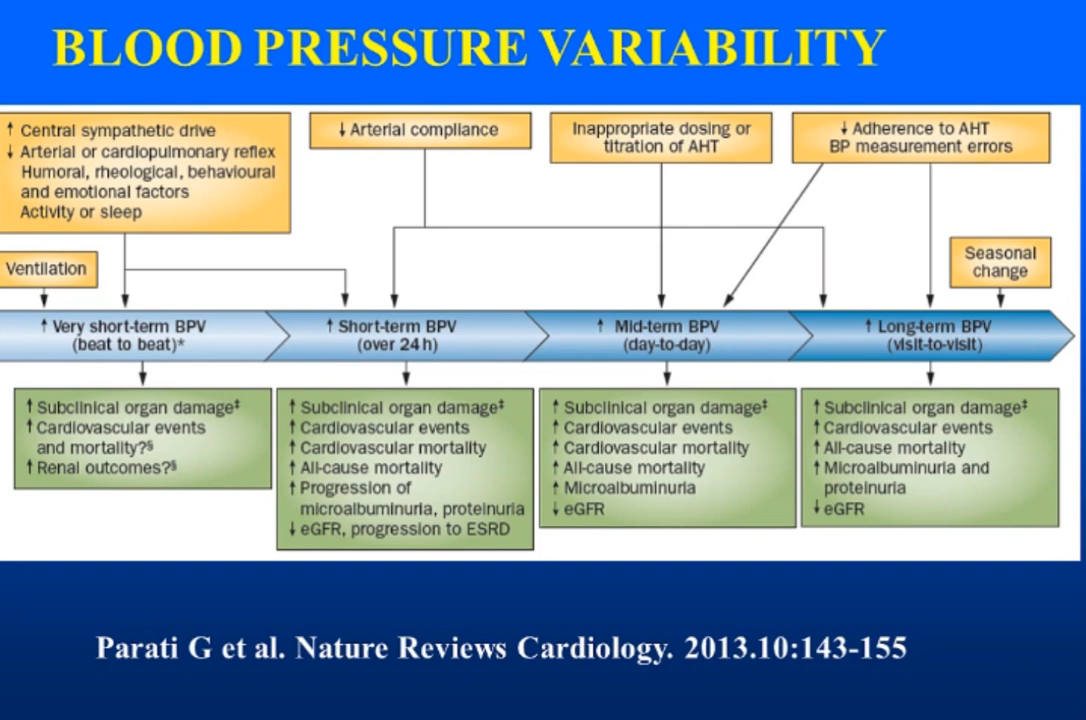 BLOOD PRESSURE VARIABILITY
↑ Central sympathetic drive
↓ Arterial or cardiopulmonary reflex
Humoral, rheological, behavioural
and emotional factors
Activity or sleep
↓ Arterial compliance
Inappropriate dosing or
titration of AHT
↓ Adherence to AHT
BP measurement errors
Ventilation
Seasonal
change
↑ Very short-term BPV
(beat to beat)*
↑ Short-term BPV
(over 24 h)
↑ Mid-term BPV
(day-to-day)
↑ Long-term BPV
(visit-to-visit)
↑ Subclinical organ damage‡
↑ Cardiovascular events
and mortality?§
↑ Renal outcomes?§
↑ Subclinical organ damage‡
↑ Cardiovascular events
↑ Cardiovascular mortality
↑ All-cause mortality
↑ Progression of
microalbuminuria, proteinuria
↓ eGFR, progression to ESRD
↑ Subclinical organ damage‡
↑ Cardiovascular events
↑ Cardiovascular mortality
↑ All-cause mortality
↑ Microalbuminuria
↓ eGFR
↑ Subclinical organ damage‡
↑ Cardiovascular events
↑ All-cause mortality
↑ Microalbuminuria and
proteinuria
↓ eGFR
Parati G et al. Nature Reviews Cardiology. 2013.10:143-155